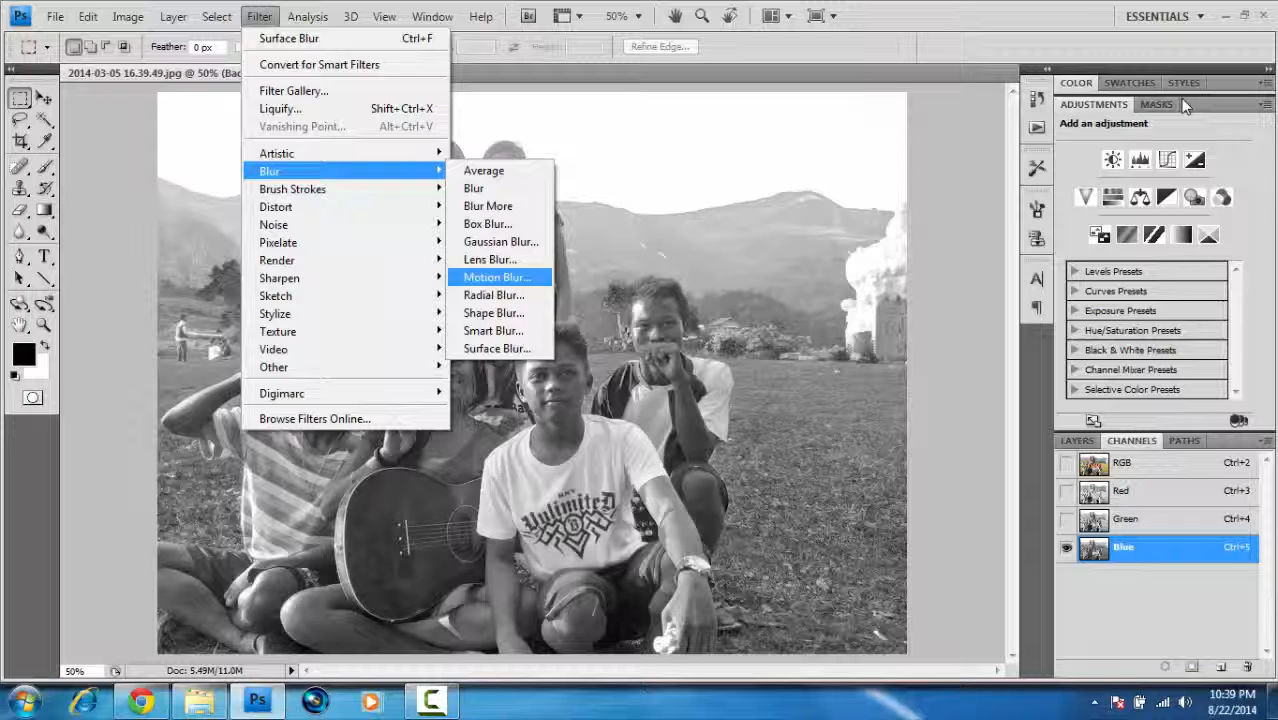 Ps File Edit Image Layer Select Filter Analysis 3D View Window Help Br 50% ESSENTIALS
Feather: 0 px Refine Edge...
2014-03-05 16.39.49.jpg @ 50% (Bac
Surface Blur Ctrl+F
Convert for Smart Filters
Filter Gallery...
Liquify... Shift+Ctrl+X
Vanishing Point... Alt+Ctrl+V
Artistic
Blur
Brush Strokes
Distort
Noise
Pixelate
Render
Sharpen
Sketch
Stylize
Texture
Video
Other
Digimarc
Browse Filters Online...
Average
Blur
Blur More
Box Blur...
Gaussian Blur...
Lens Blur...
Motion Blur...
Radial Blur...
Shape Blur...
Smart Blur...
Surface Blur...
Unlimited
COLOR SWATCHES STYLES
ADJUSTMENTS MASKS
Add an adjustment
Levels Presets
Curves Presets
Exposure Presets
Hue/Saturation Presets
Black & White Presets
Channel Mixer Presets
Selective Color Presets
LAYERS CHANNELS PATHS
RGB Ctrl+2
Red Ctrl+3
Green Ctrl+4
Blue Ctrl+5
50% Doc: 5.49M/11.0M
Ps
10:39 PM
8/22/2014